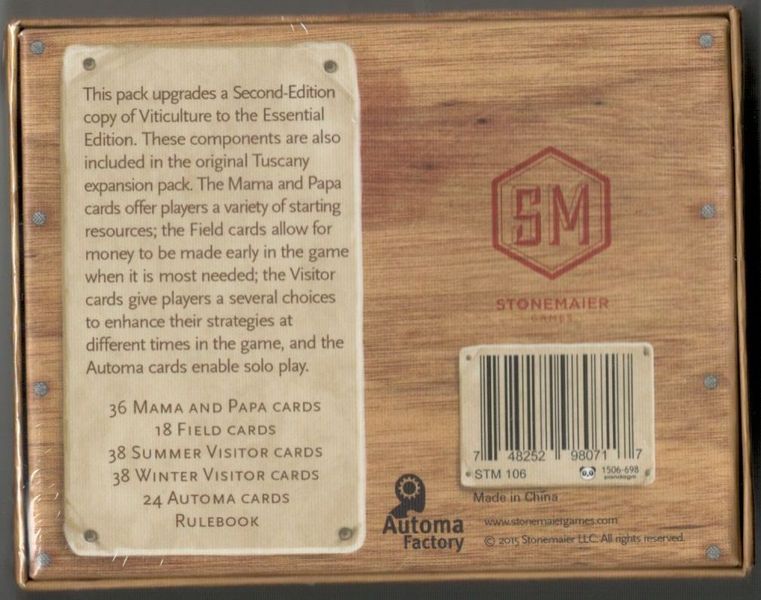 This pack upgrades a Second-Edition
copy of Viticulture to the Essential
Edition. These components are also
included in the original Tuscany
expansion pack. The Mama and Papa
cards offer players a variety of starting
resources; the Field cards allow for
money to be made early in the game
when it is most needed; the Visitor
cards give players a several choices
to enhance their strategies at
different times in the game, and the
Automa cards enable solo play.
36 Mama and Papa cards
18 Field cards
38 Summer Visitor cards
38 Winter Visitor cards
24 Automa cards
Rulebook
SM
STONEMAIER
GAMES
7 48252 98071 7
STM 106
1506-698
pandagm
Made in China
Automa
Factory
www.stonemaiergames.com
© 2015 Stonemaier LLC. All rights reserved.